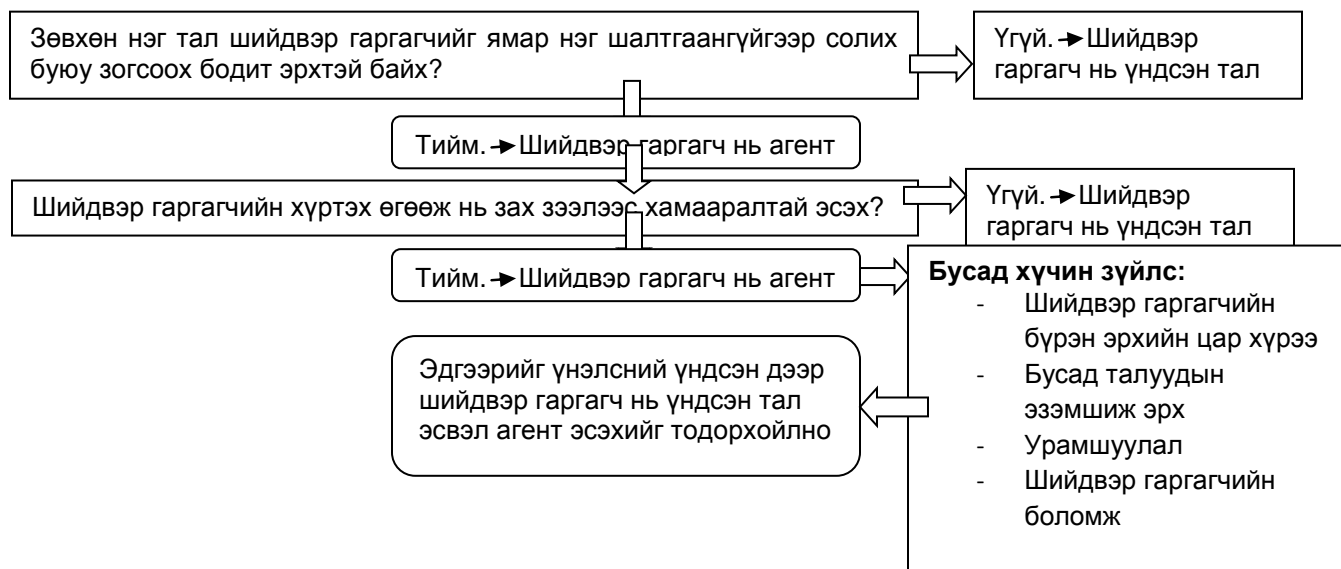 Зөвхөн нэг тал шийдвэр гаргагчийг ямар нэг шалтгаангүйгээр солих
буюу зогсоох бодит эрхтэй байх?
Үгүй. → Шийдвэр
гаргагч нь үндсэн тал
Тийм. → Шийдвэр гаргагч нь агент
Шийдвэр гаргагчийн хүртэх өгөөж нь зах зээлээс хамааралтай эсэх?
Үгүй. → Шийдвэр
гаргагч нь үндсэн тал
Тийм. → Шийдвэр гаргагч нь агент
Бусад хүчин зүйлс:
- Шийдвэр гаргагчийн
бүрэн эрхийн цар хүрээ
- Бусад талуудын
эзэмшиж эрх
- Урамшуулал
- Шийдвэр гаргагчийн
боломж
Эдгээрийг үнэлсний үндсэн дээр
шийдвэр гаргагч нь үндсэн тал
эсвэл агент эсэхийг тодорхойлно